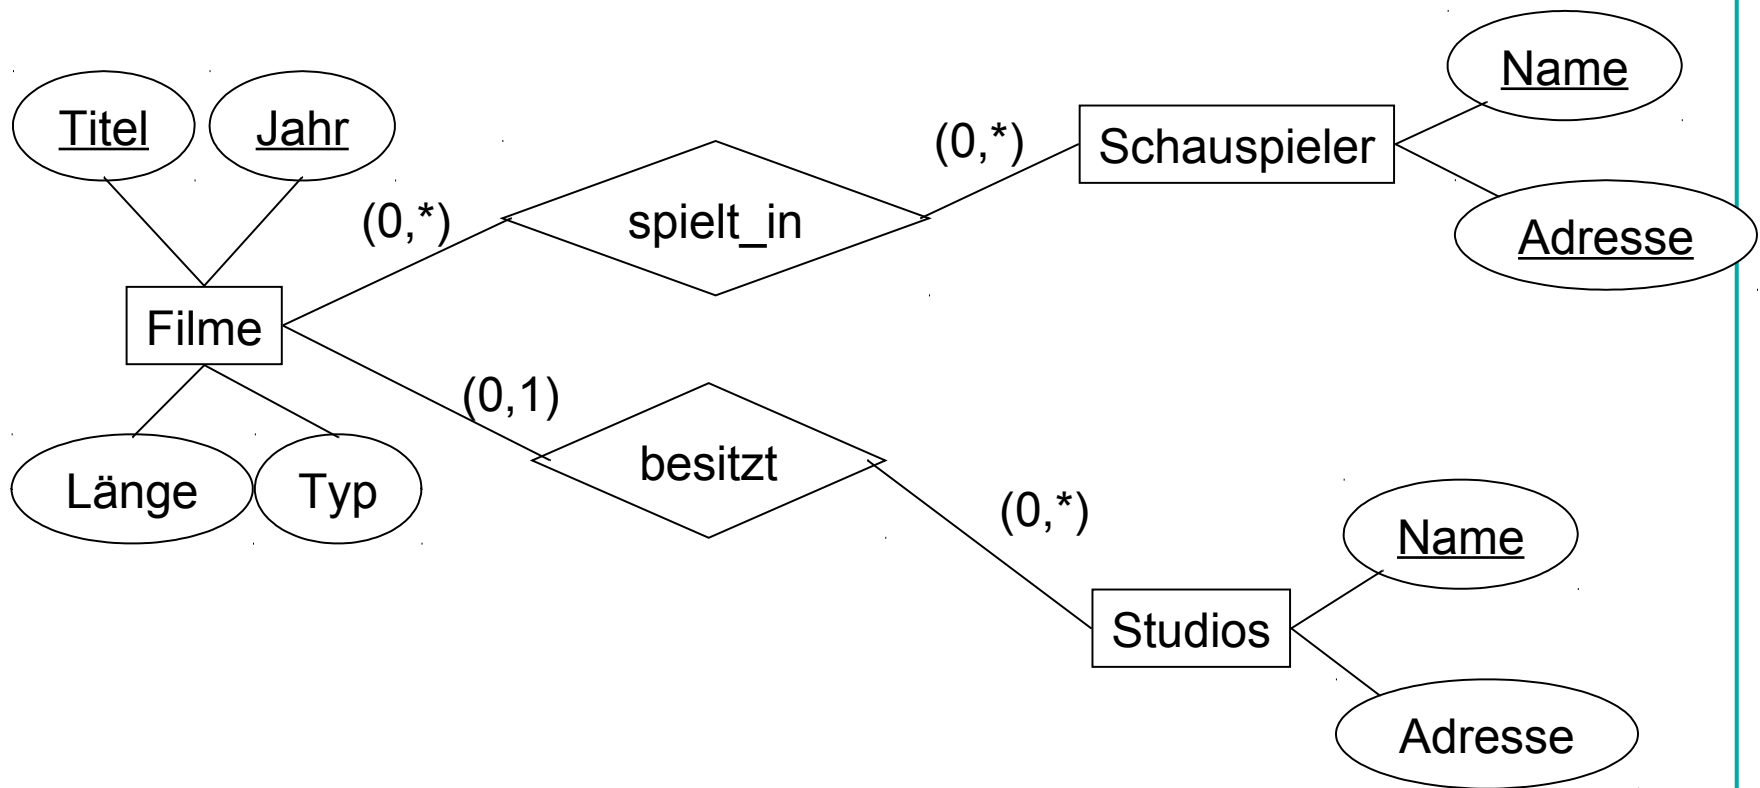 Name
Titel
Jahr
(0,*)
Schauspieler
(0,*)
spielt_in
Adresse
Filme
(0,1)
besitzt
Länge
Typ
(0,*)
Name
Studios
Adresse